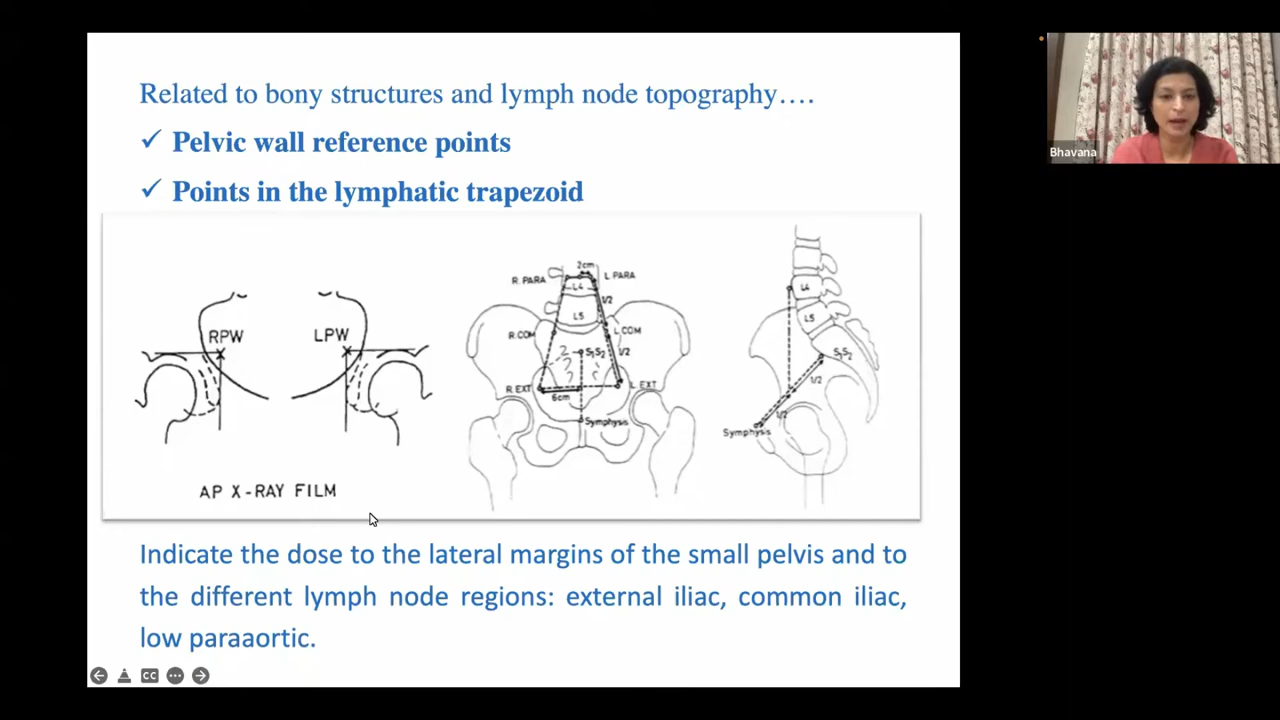 Related to bony structures and lymph node topography….
✓ Pelvic wall reference points
✓ Points in the lymphatic trapezoid
RPW LPW
AP X-RAY FILM
2cm
R. PARA L. PARA
L4
1/2
L5
R.COM L.COM
S1S2 1/2
R.EXT L.EXT
6cm
Symphysis
L4
L5
S1S2
1/2
1/2
Symphysis
Indicate the dose to the lateral margins of the small pelvis and to
the different lymph node regions: external iliac, common iliac,
low paraaortic.
CC
Bhavana